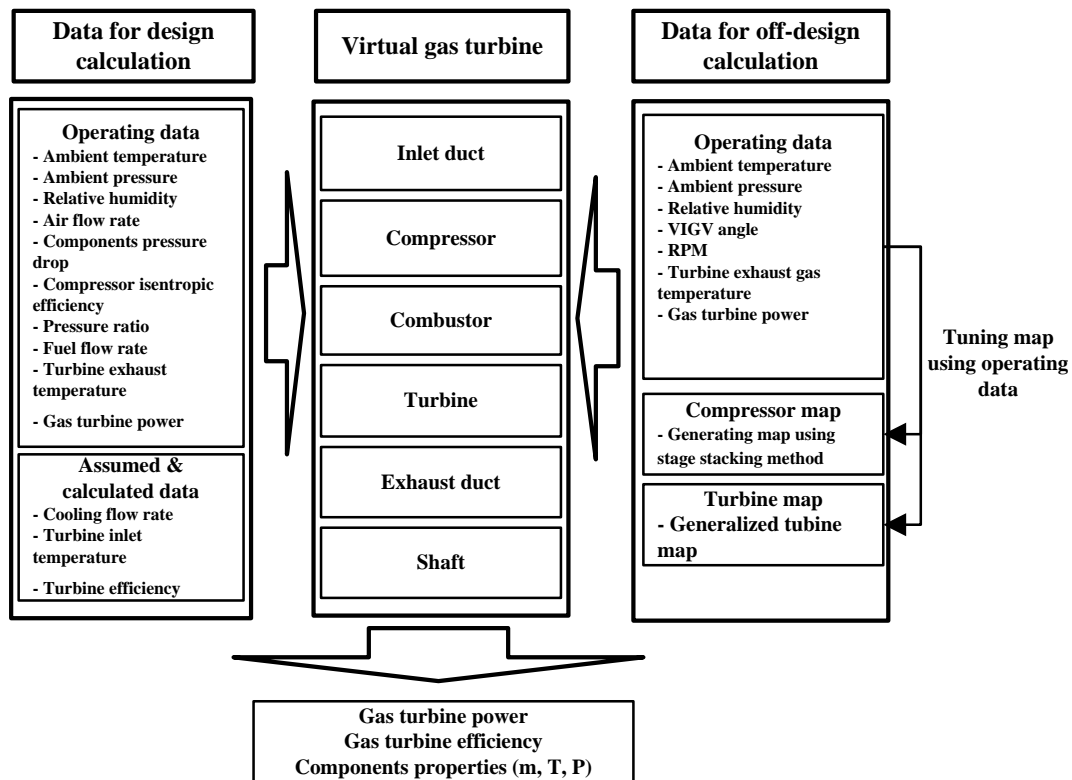 Data for design
calculation
Operating data
- Ambient temperature
- Ambient pressure
- Relative humidity
- Air flow rate
- Components pressure
drop
- Compressor isentropic
efficiency
- Pressure ratio
- Fuel flow rate
- Turbine exhaust
temperature
- Gas turbine power
Assumed &
calculated data
- Cooling flow rate
- Turbine inlet
temperature
- Turbine efficiency
Virtual gas turbine
Inlet duct
Compressor
Combustor
Turbine
Exhaust duct
Shaft
Data for off-design
calculation
Operating data
- Ambient temperature
- Ambient pressure
- Relative humidity
- VIGV angle
- RPM
- Turbine exhaust gas
temperature
- Gas turbine power
Compressor map
- Generating map using
stage stacking method
Turbine map
- Generalized tubine
map
Tuning map
using operating
data
Gas turbine power
Gas turbine efficiency
Components properties (m, T, P)